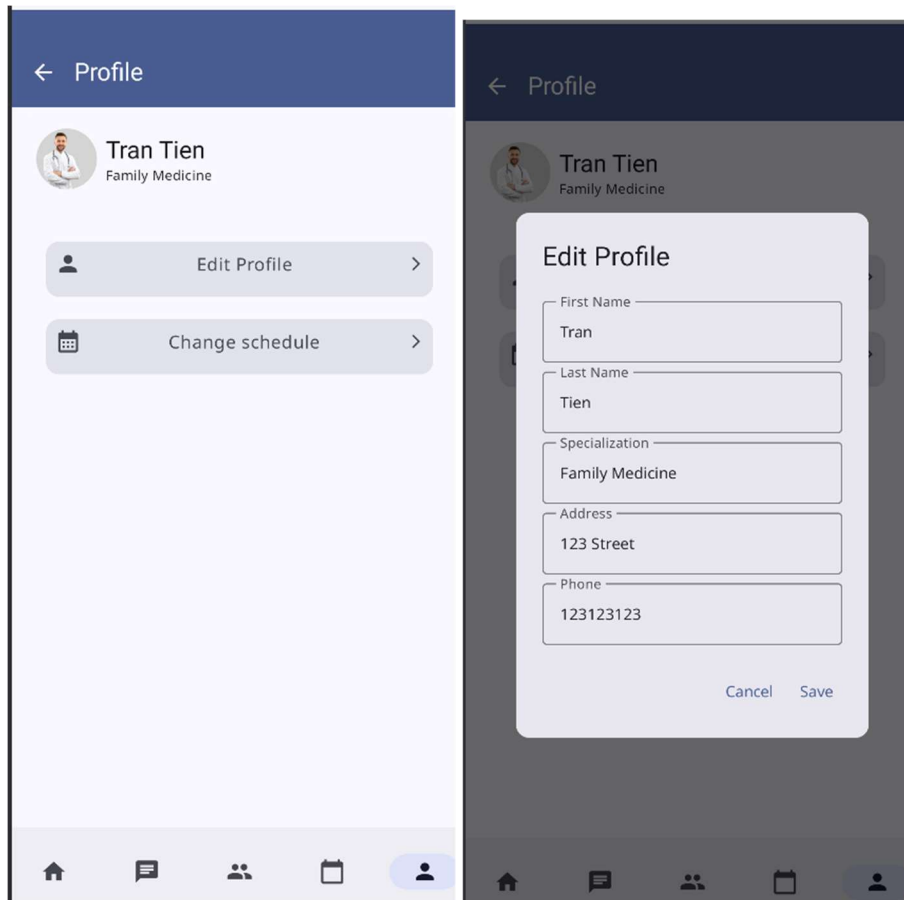 Profile
Tran Tien
Family Medicine
Edit Profile
Change schedule
Profile
Tran Tien
Family Medicine
Edit Profile
First Name
Tran
Last Name
Tien
Specialization
Family Medicine
Address
123 Street
Phone
123123123
Cancel Save